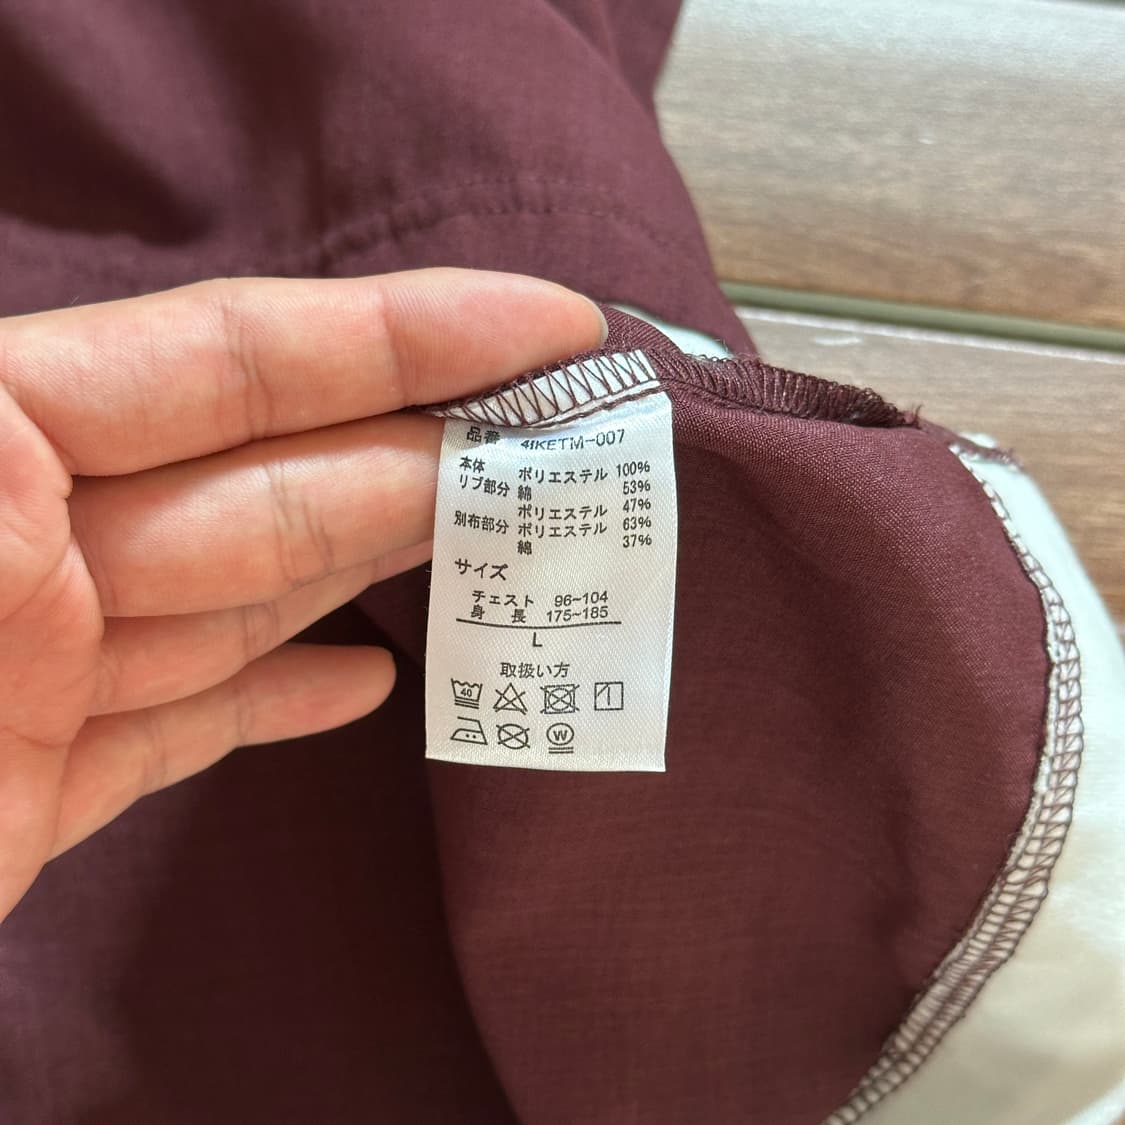 品番 41KETM-007
本体 ポリエステル 100%
リブ部分 綿 53%
ポリエステル 47%
別布部分 ポリエステル 63%
綿 37%
サイズ
チェスト 96~104
身長 175~185
L
取扱い方
40
W